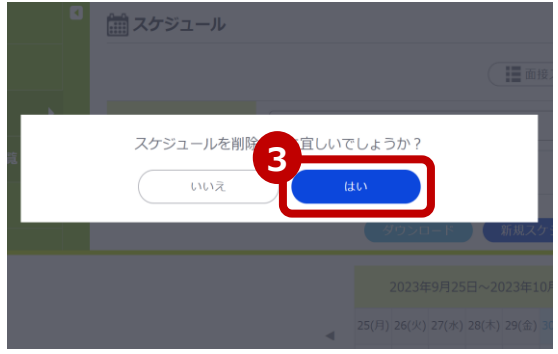 スケジュール
面接
スケジュールを削除 宜しいでしょうか？
3
いいえ
はい
ダウンロード
新規スケ
2023年9月25日～2023年10月
25(月) 26(火) 27(水) 28(木) 29(金) 30